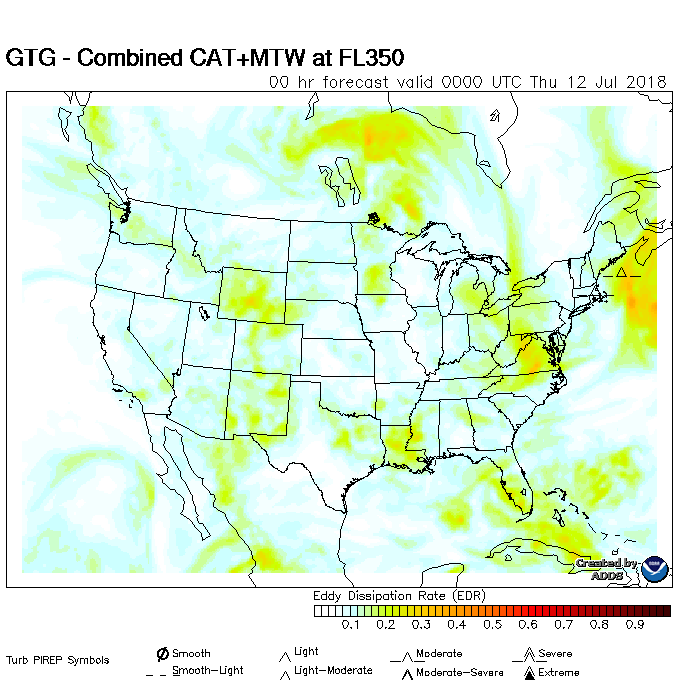 GTG - Combined CAT+MTW at FL350
00 hr forecast valid 0000 UTC Thu 12 Jul 2018
Created by
ADDS
Eddy Dissipation Rate (EDR)
0.1 0.2 0.3 0.4 0.5 0.6 0.7 0.8 0.9
Turb PIREP Symbols
Smooth Light Moderate Severe
Smooth-Light Light-Moderate Moderate-Severe Extreme